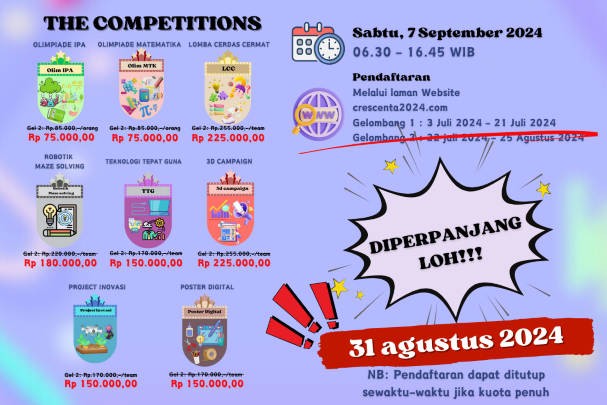 THE COMPETITIONS
OLIMPIADE IPA
OLIMPIADE MATEMATIKA
LOMBA CERDAS CERMAT
Olim IPA
Olim MTK
LCC
Gel 2: Rp.85.000,-/orang
Gel 2: Rp.85.000,-/orang
Gel 2: Rp.255.000,-/team
Rp 75.000,00
Rp 75.000,00
Rp 225.000,00
ROBOTIK
MAZE SOLVING
TEKNOLOGI TEPAT GUNA
3D CAMPAIGN
Maze solving
TTG
3d campaign
Gel 2: Rp.220.000,-/team
Gel 2: Rp.170.000,-/team
Gel 2: Rp.255.000,-/team
Rp 180.000,00
Rp 150.000,00
Rp 225.000,00
PROJECT INOVASI
POSTER DIGITAL
Project Inovasi
Poster Digital
Gel 2: Rp.170.000,-/team
Gel 2: Rp.170.000,-/team
Rp 150.000,00
Rp 150.000,00
Sabtu, 7 September 2024
06.30 - 16.45 WIB
Pendaftaran
Melalui laman Website
crescenta2024.com
Gelombang 1 : 3 Juli 2024 - 21 Juli 2024
Gelombang 2 : 22 juli 2024 - 25 Agustus 2024
WWW
DIPERPANJANG
LOH!!!
31 agustus 2024
NB: Pendaftaran dapat ditutup
sewaktu-waktu jika kuota penuh